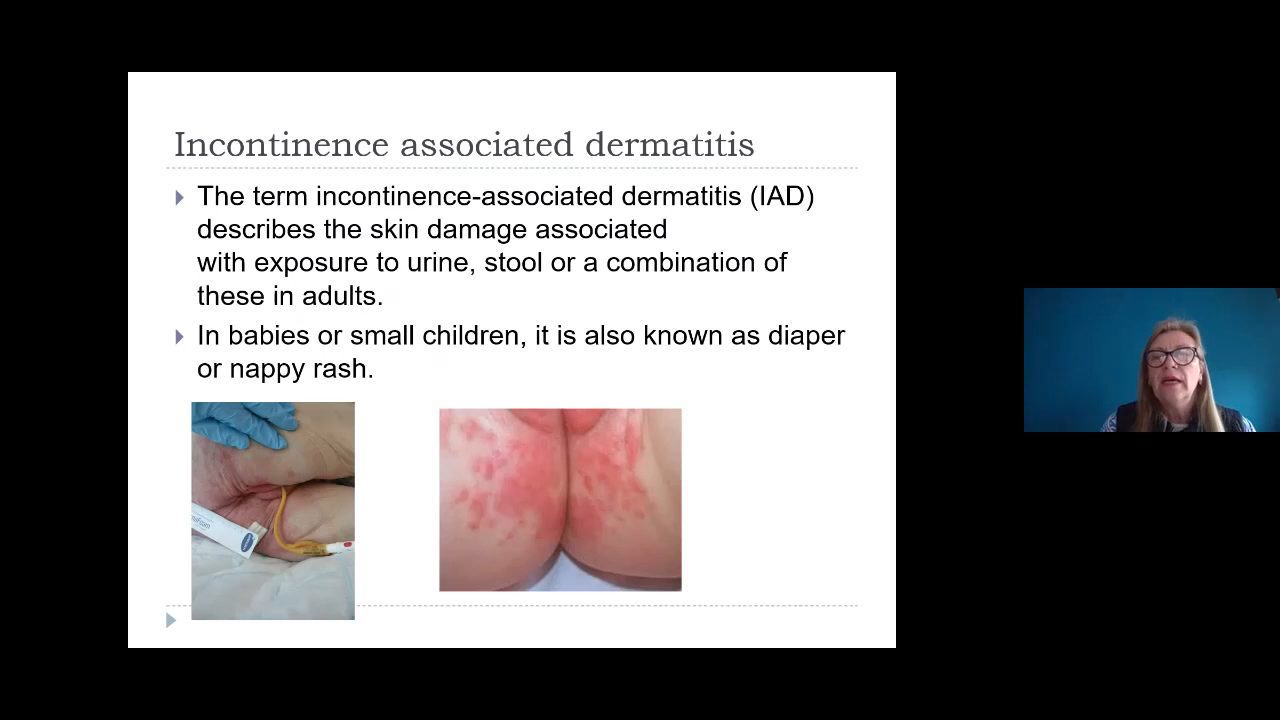 Incontinence associated dermatitis
The term incontinence-associated dermatitis (IAD)
describes the skin damage associated
with exposure to urine, stool or a combination of
these in adults.
In babies or small children, it is also known as diaper
or nappy rash.